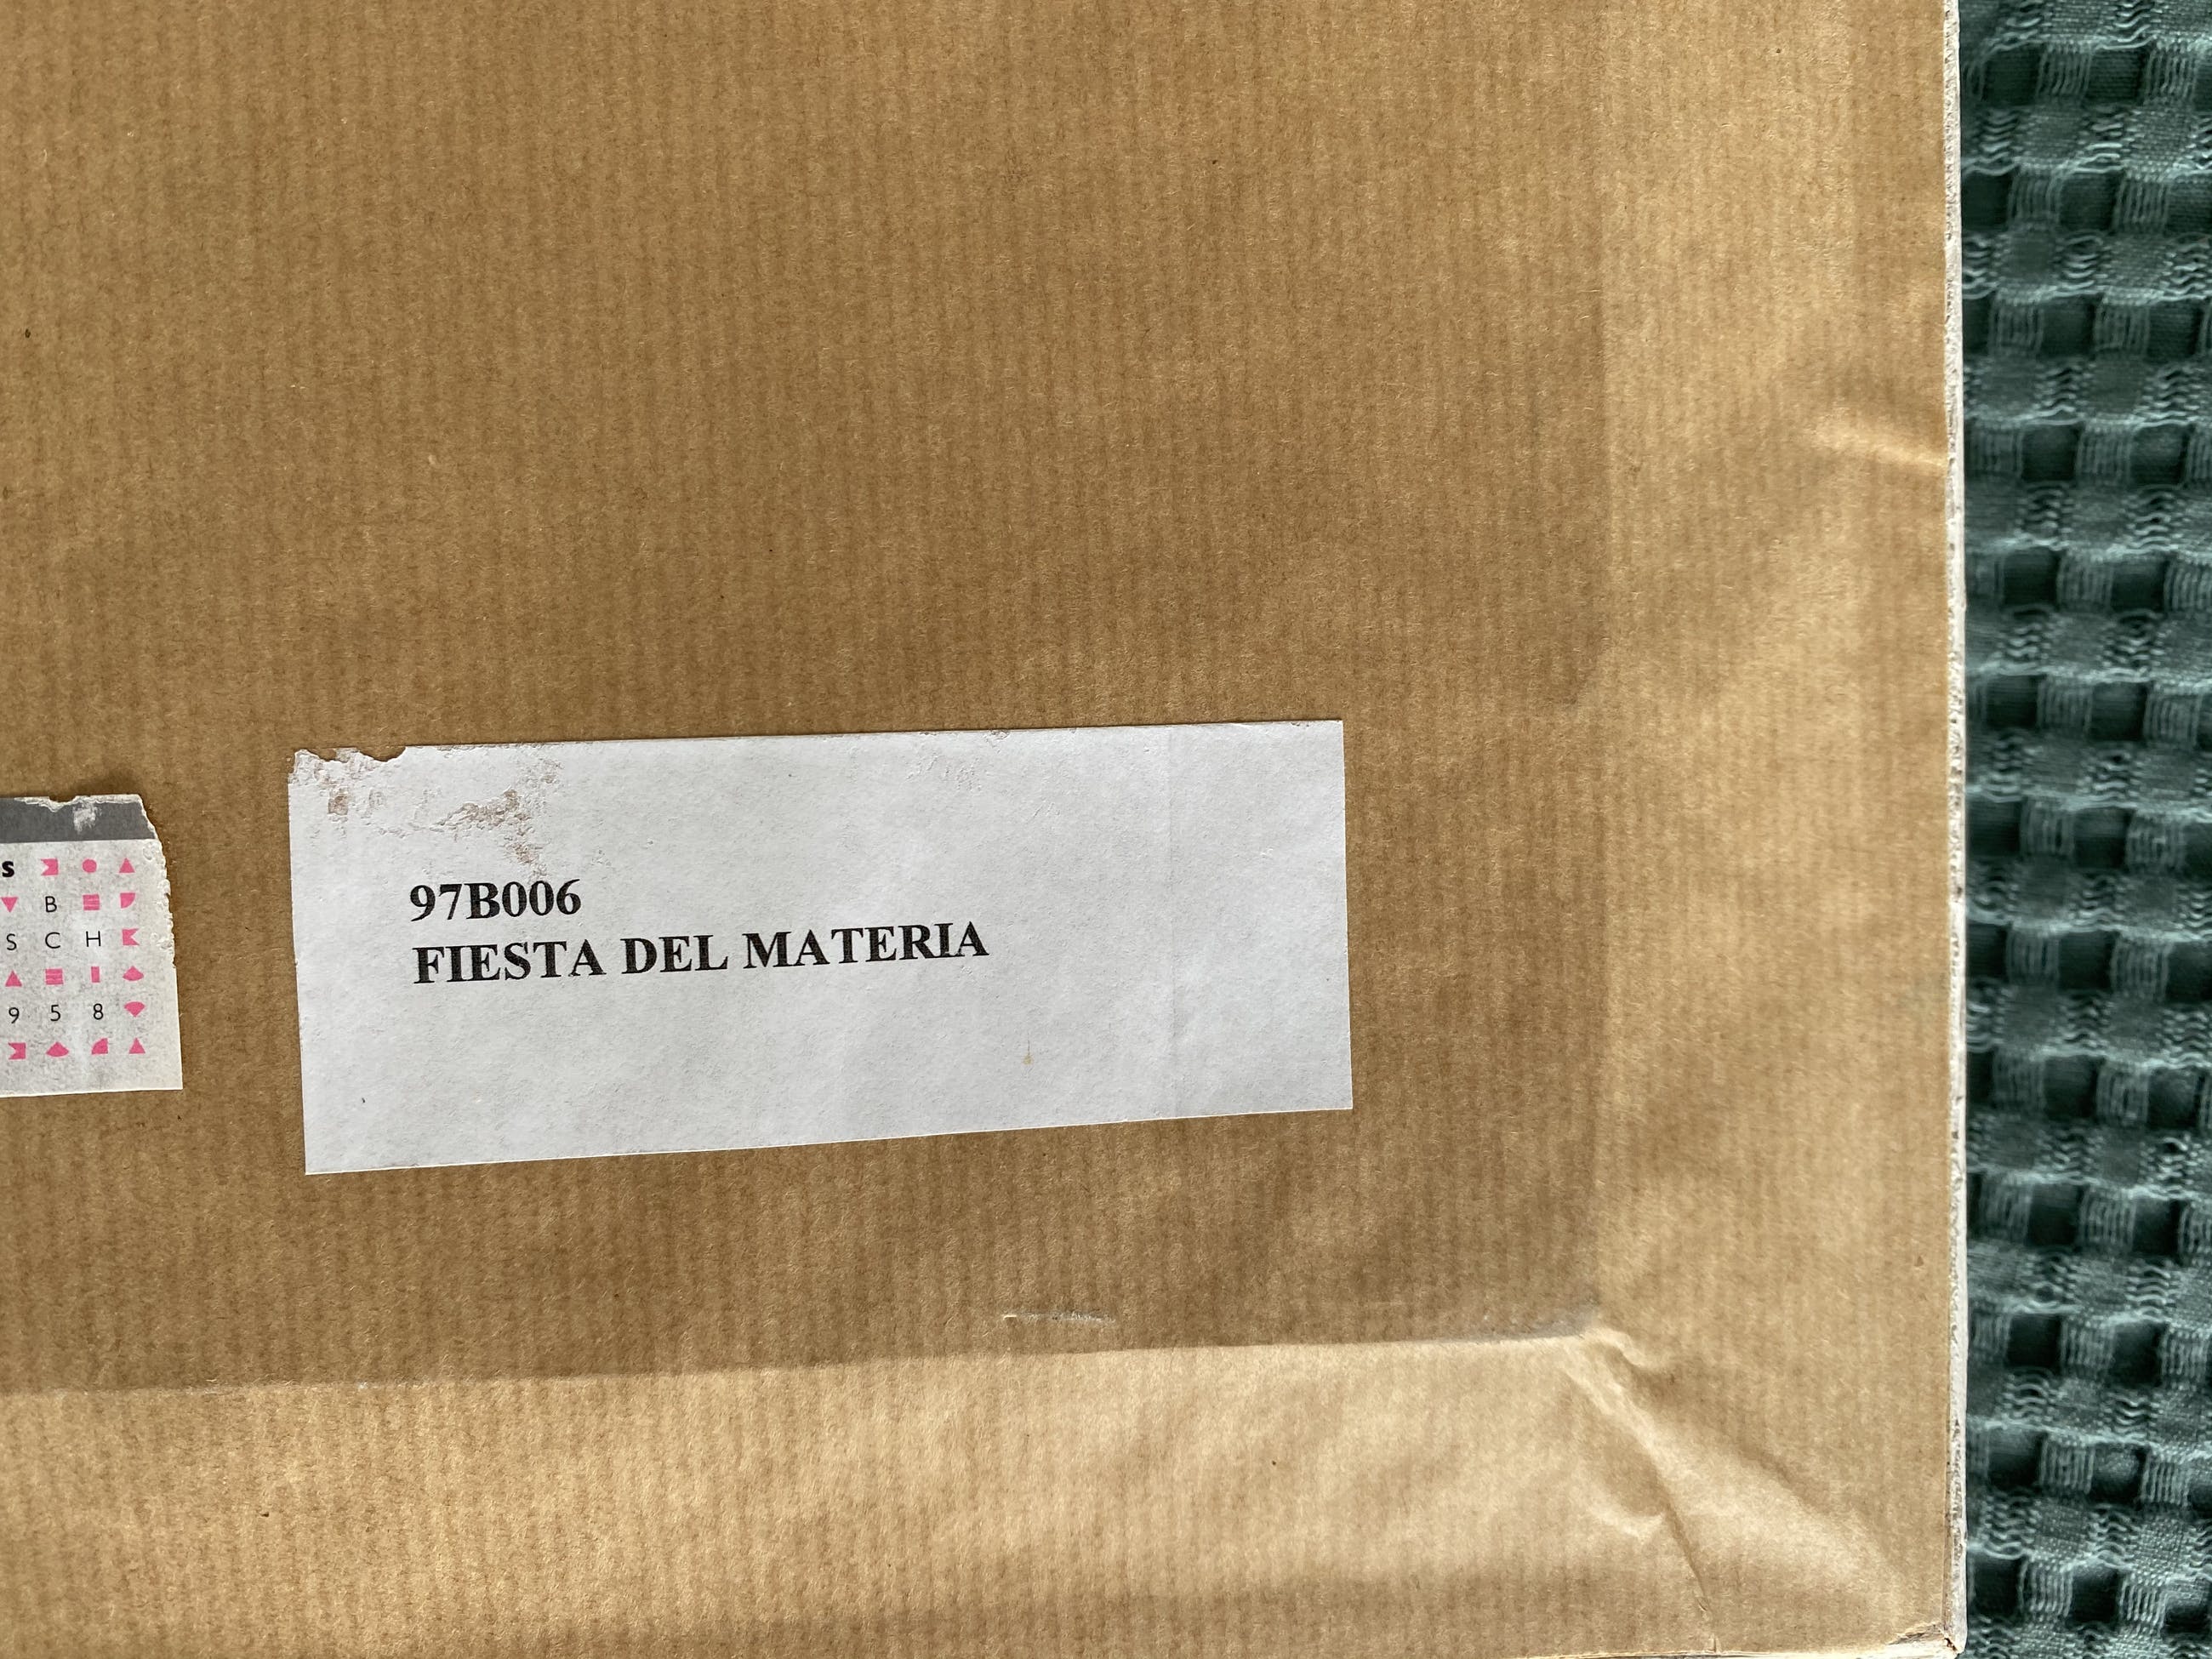 97B006
FIESTA DEL MATERIA
S
B
S C H
9 5 8